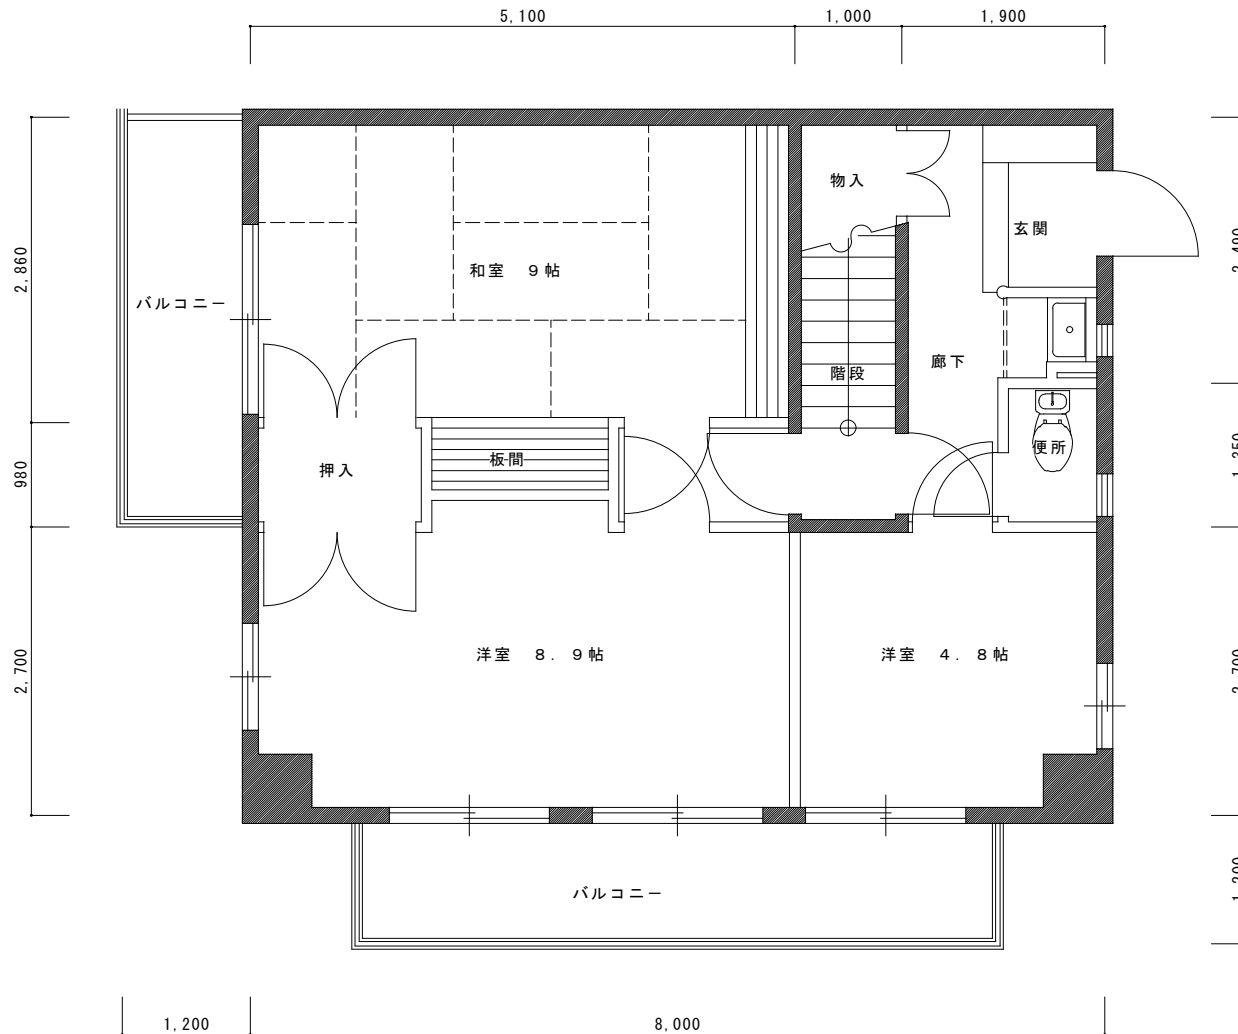 5,100
1,000
1,900
物入
玄関
2,860
和室 9帖
バルコニー
廊下
階段
980
押入
板間
便所
2,700
洋室 8.9帖
洋室 4.8帖
バルコニー
1,200
8,000